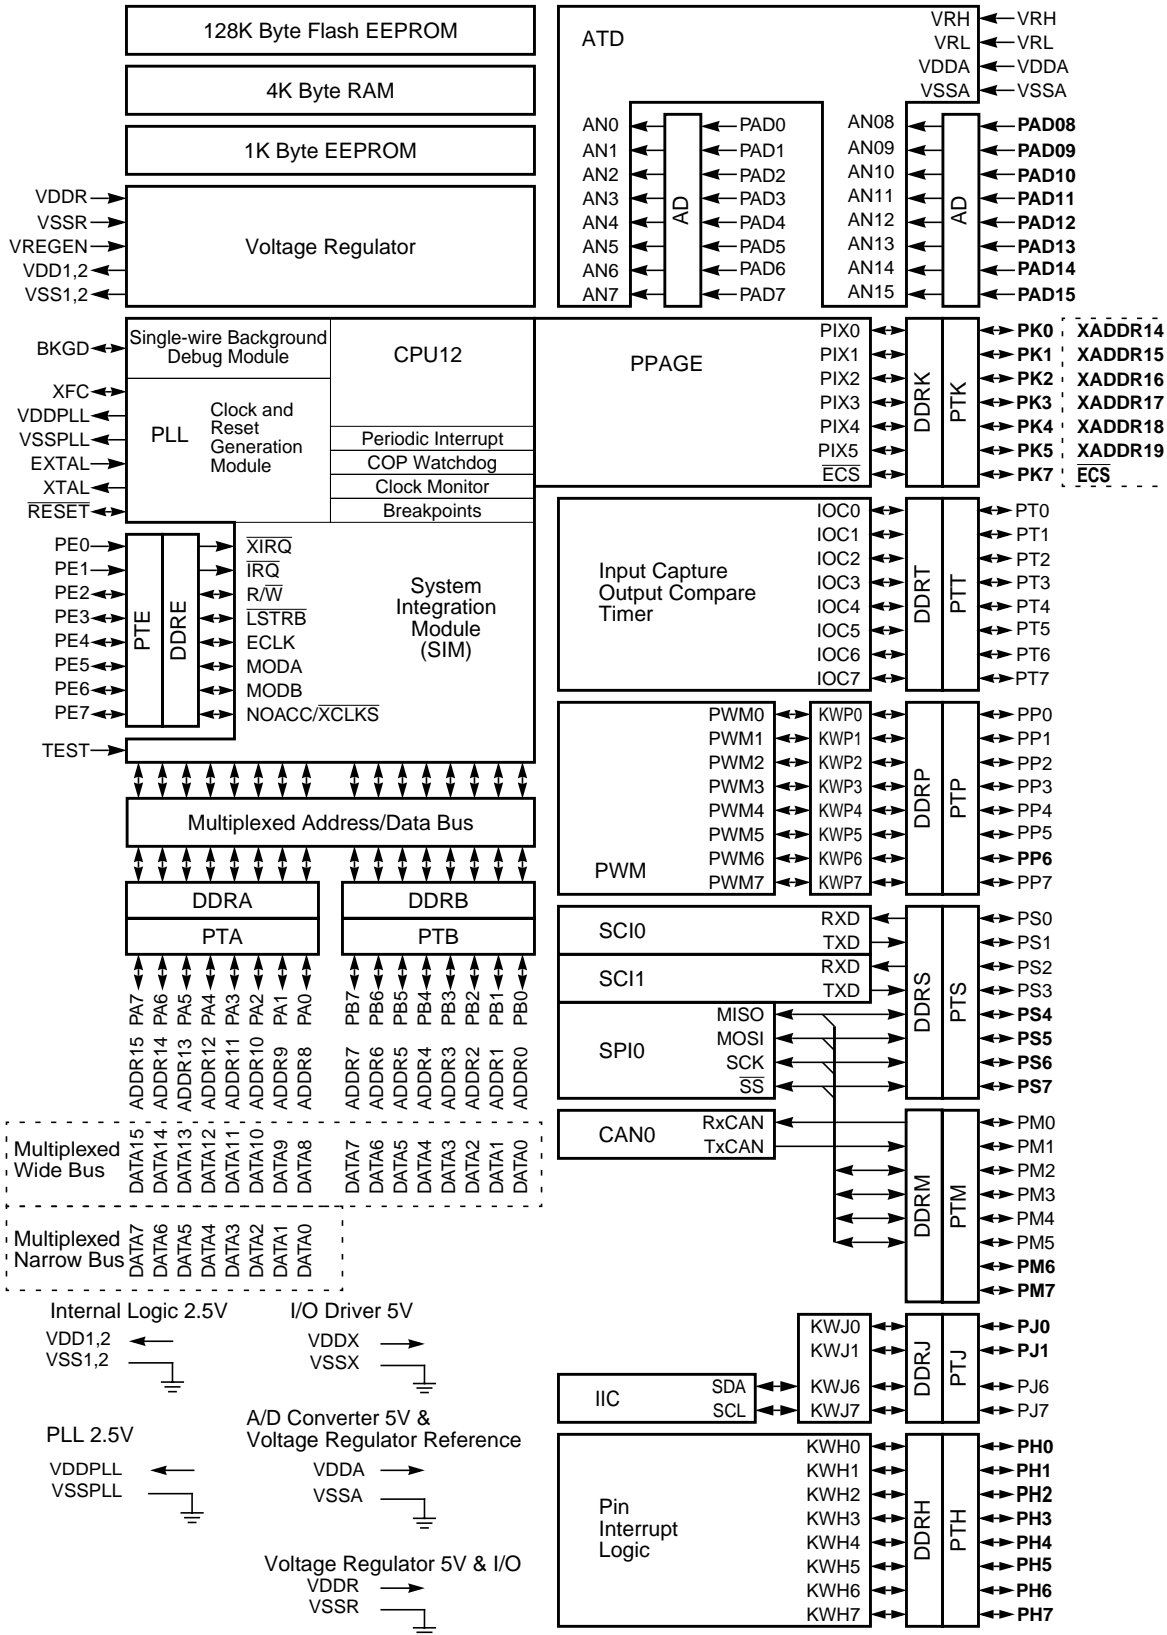 128K Byte Flash EEPROM
4K Byte RAM
1K Byte EEPROM
VDDR
VSSR
VREGEN
VDD1,2
VSS1,2
Voltage Regulator
ATD
VRH VRH
VRL VRL
VDDA VDDA
VSSA VSSA
AN0 PAD0
AN1 PAD1
AN2 PAD2
AN3 PAD3
AN4 PAD4
AN5 PAD5
AN6 PAD6
AN7 PAD7
AD
AN08 PAD08
AN09 PAD09
AN10 PAD10
AN11 PAD11
AN12 PAD12
AN13 PAD13
AN14 PAD14
AN15 PAD15
AD
BKGD
XFC
VDDPLL
VSSPLL
EXTAL
XTAL
RESET
Single-wire Background
Debug Module
CPU12
PLL
Clock and
Reset
Generation
Module
Periodic Interrupt
COP Watchdog
Clock Monitor
Breakpoints
PPAGE
PIX0 PK0 XADDR14
PIX1 PK1 XADDR15
PIX2 PK2 XADDR16
PIX3 PK3 XADDR17
PIX4 PK4 XADDR18
PIX5 PK5 XADDR19
ECS PK7 ECS
DDRK
PTK
PE0 XIRQ
PE1 IRQ
PE2 R/W
PE3 LSTRB
PE4 ECLK
PE5 MODA
PE6 MODB
PE7 NOACC/XCLKS
PTE
DDRE
TEST
System
Integration
Module
(SIM)
Input Capture
Output Compare
Timer
IOC0 PT0
IOC1 PT1
IOC2 PT2
IOC3 PT3
IOC4 PT4
IOC5 PT5
IOC6 PT6
IOC7 PT7
DDRT
PTT
PWM
PWM0 KWP0 PP0
PWM1 KWP1 PP1
PWM2 KWP2 PP2
PWM3 KWP3 PP3
PWM4 KWP4 PP4
PWM5 KWP5 PP5
PWM6 KWP6 PP6
PWM7 KWP7 PP7
DDRP
PTP
Multiplexed Address/Data Bus
DDRA
PTA
DDRB
PTB
PA7 PA6 PA5 PA4 PA3 PA2 PA1 PA0
PB7 PB6 PB5 PB4 PB3 PB2 PB1 PB0
ADDR15 ADDR14 ADDR13 ADDR12 ADDR11 ADDR10 ADDR9 ADDR8
ADDR7 ADDR6 ADDR5 ADDR4 ADDR3 ADDR2 ADDR1 ADDR0
Multiplexed
Wide Bus
DATA15 DATA14 DATA13 DATA12 DATA11 DATA10 DATA9 DATA8
DATA7 DATA6 DATA5 DATA4 DATA3 DATA2 DATA1 DATA0
Multiplexed
Narrow Bus
DATA7 DATA6 DATA5 DATA4 DATA3 DATA2 DATA1 DATA0
SCI0
RXD PS0
TXD PS1
SCI1
RXD PS2
TXD PS3
SPI0
MISO PS4
MOSI PS5
SCK PS6
SS PS7
DDRS
PTS
CAN0
RxCAN PM0
TxCAN PM1
PM2
PM3
PM4
PM5
PM6
PM7
DDRM
PTM
KWJ0 PJ0
KWJ1 PJ1
IIC
SDA KWJ6 PJ6
SCL KWJ7 PJ7
DDRJ
PTJ
Pin
Interrupt
Logic
KWH0 PH0
KWH1 PH1
KWH2 PH2
KWH3 PH3
KWH4 PH4
KWH5 PH5
KWH6 PH6
KWH7 PH7
DDRH
PTH
Internal Logic 2.5V
VDD1,2
VSS1,2
I/O Driver 5V
VDDX
VSSX
PLL 2.5V
VDDPLL
VSSPLL
A/D Converter 5V &
Voltage Regulator Reference
VDDA
VSSA
Voltage Regulator 5V & I/O
VDDR
VSSR